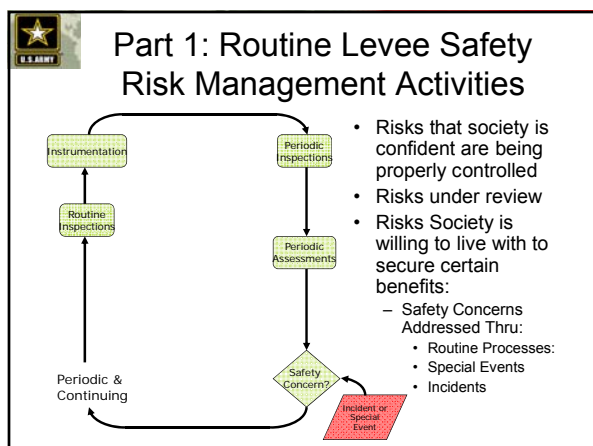 U.S.ARMY
Part 1: Routine Levee Safety
Risk Management Activities
Instrumentation
Routine
Inspections
Periodic &
Continuing
Periodic
Inspections
Periodic
Assessments
Safety
Concern?
Incident or
Special
Event
• Risks that society is
confident are being
properly controlled
• Risks under review
• Risks Society is
willing to live with to
secure certain
benefits:
– Safety Concerns
Addressed Thru:
• Routine Processes:
• Special Events
• Incidents